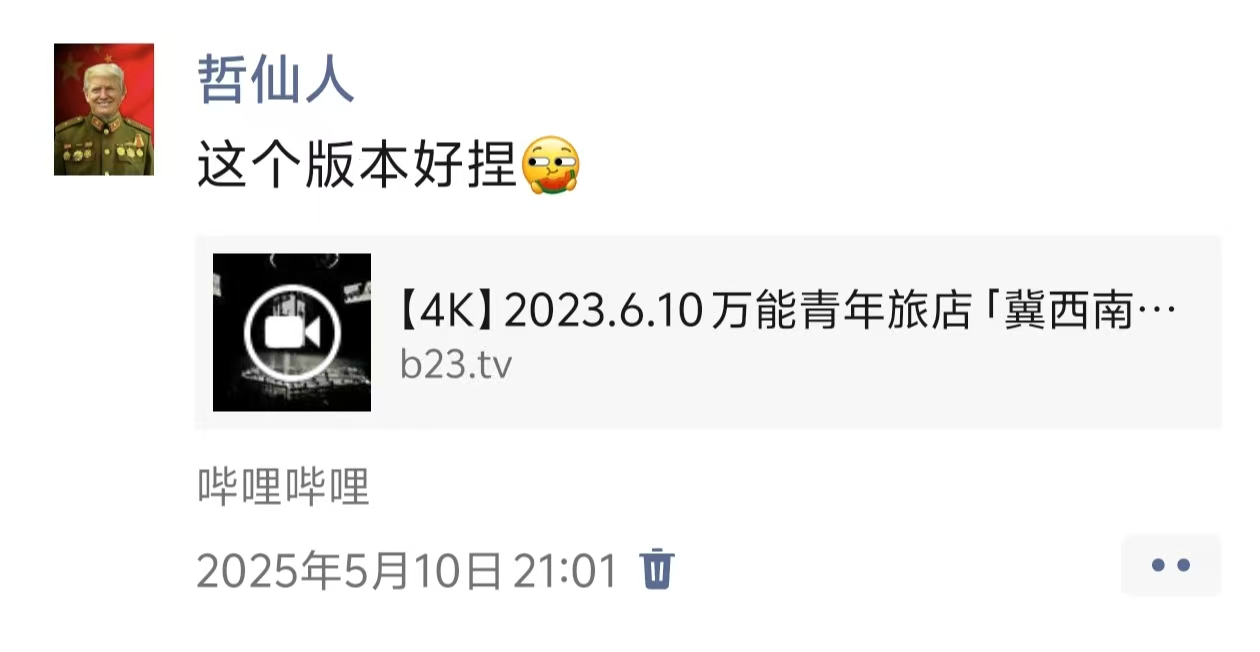 哲仙人
这个版本好捏
【4K】2023.6.10万能青年旅店「冀西南…
b23.tv
哔哩哔哩
2025年5月10日 21:01